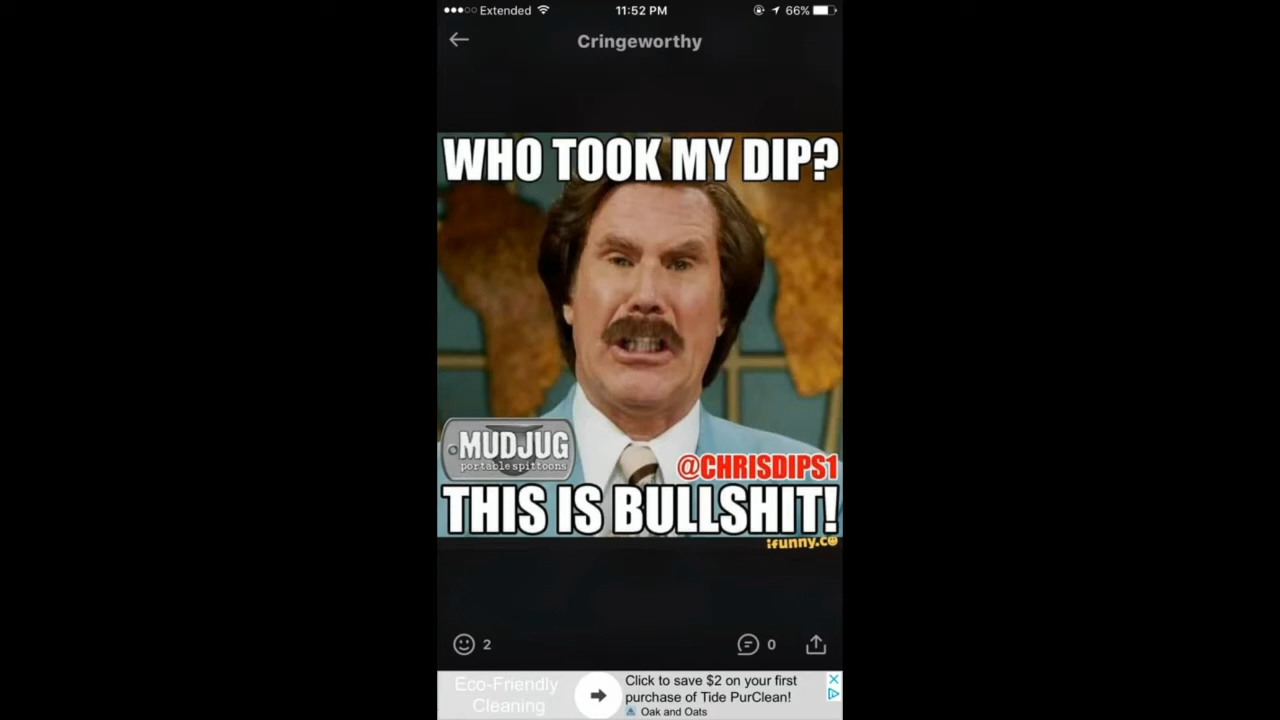 Extended 11:52 PM 66%
Cringeworthy
WHO TOOK MY DIP?
MUDJUG
portable spittoons
@CHRISDIPS1
THIS IS BULLSHIT!
ifunny.co
2 0
Eco-Friendly
Cleaning
Click to save $2 on your first
purchase of Tide PurClean!
Oak and Oats